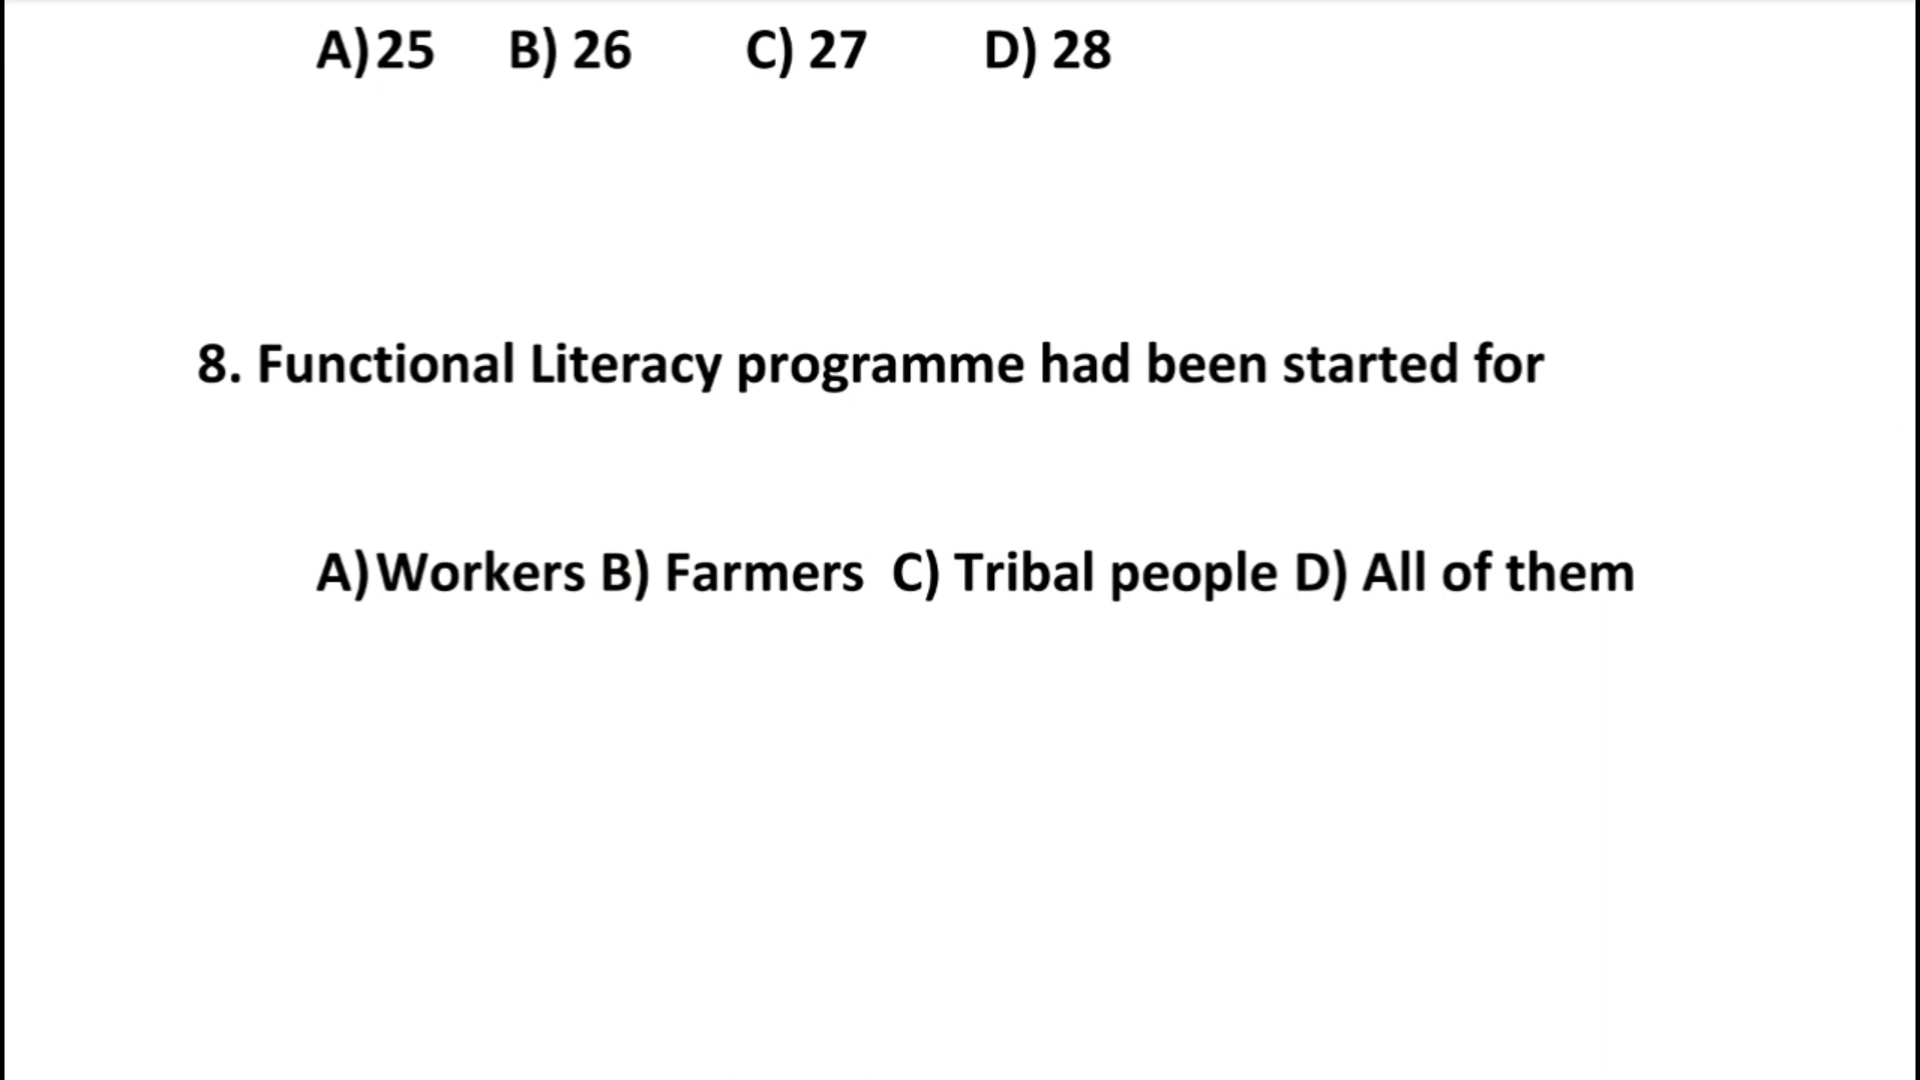 A)25 B) 26 C) 27 D) 28
8. Functional Literacy programme had been started for
A)Workers B) Farmers C) Tribal people D) All of them